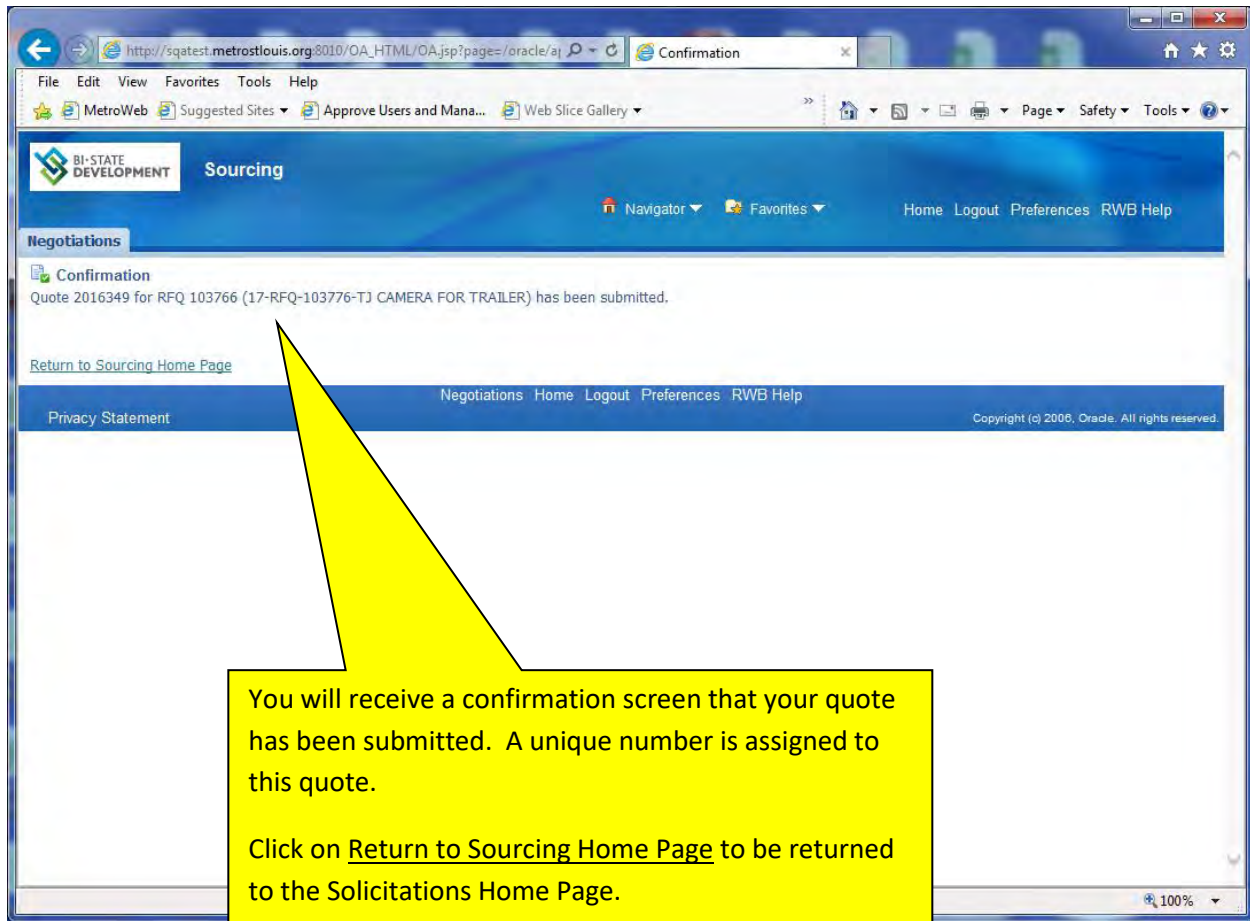 http://sqatest.metrostlouis.org:8010/OA_HTML/OA.jsp?page=/oracle/a Confirmation
File Edit View Favorites Tools Help
MetroWeb Suggested Sites Approve Users and Mana... Web Slice Gallery » Page Safety Tools
BI-STATE
DEVELOPMENT
Sourcing
Navigator Favorites Home Logout Preferences RWB Help
Negotiations
Confirmation
Quote 2016349 for RFQ 103766 (17-RFQ-103776-TJ CAMERA FOR TRAILER) has been submitted.
Return to Sourcing Home Page
Negotiations Home Logout Preferences RWB Help
Privacy Statement Copyright (c) 2006, Oracle. All rights reserved.
You will receive a confirmation screen that your quote
has been submitted. A unique number is assigned to
this quote.
Click on Return to Sourcing Home Page to be returned
to the Solicitations Home Page.
100%